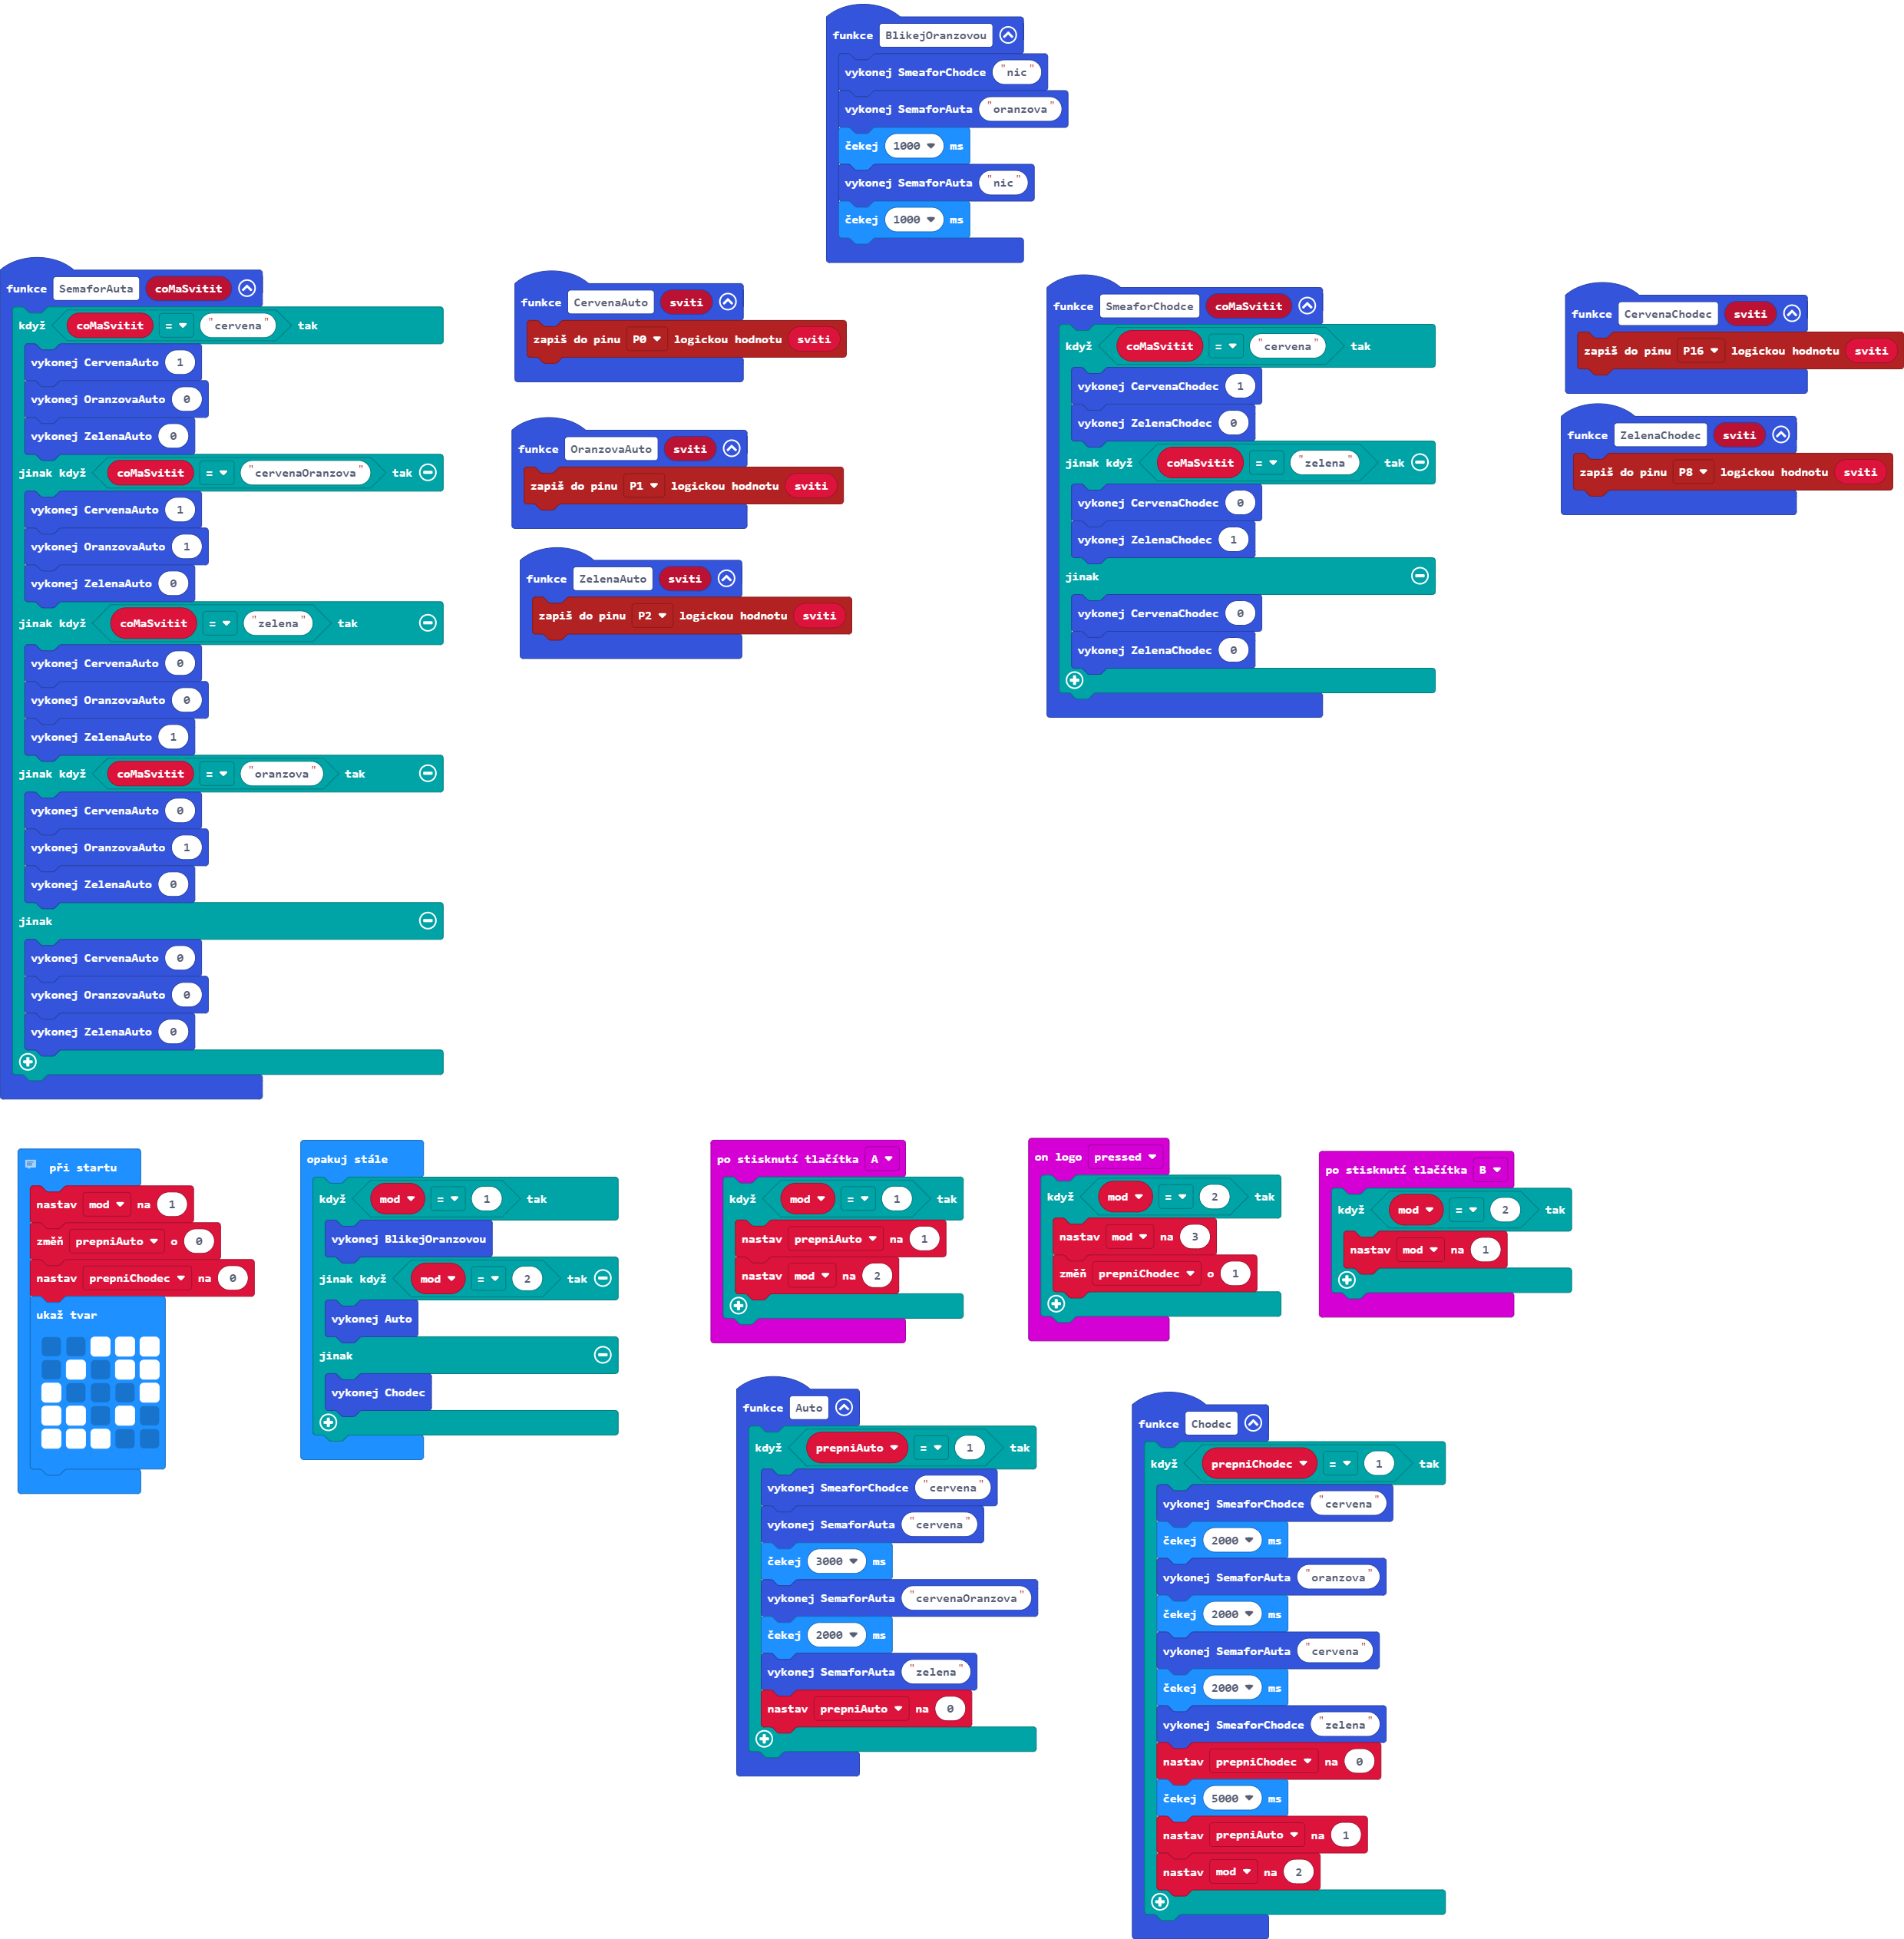 funkce BlikejOranzovou
vykonej SmeaforChodce "nic"
vykonej SemaforAuta "oranzova"
čekej 1000 ms
vykonej SemaforAuta "nic"
čekej 1000 ms
funkce SemaforAuta coMaSvitit
když coMaSvitit = "cervena" tak
vykonej CervenaAuto 1
vykonej OranzovaAuto 0
vykonej ZelenaAuto 0
jinak když coMaSvitit = "cervenaOranzova" tak
vykonej CervenaAuto 1
vykonej OranzovaAuto 1
vykonej ZelenaAuto 0
jinak když coMaSvitit = "zelena" tak
vykonej CervenaAuto 0
vykonej OranzovaAuto 0
vykonej ZelenaAuto 1
jinak když coMaSvitit = "oranzova" tak
vykonej CervenaAuto 0
vykonej OranzovaAuto 1
vykonej ZelenaAuto 0
jinak
vykonej CervenaAuto 0
vykonej OranzovaAuto 0
vykonej ZelenaAuto 0
funkce CervenaAuto sviti
zapiš do pinu P0 logickou hodnotu sviti
funkce OranzovaAuto sviti
zapiš do pinu P1 logickou hodnotu sviti
funkce ZelenaAuto sviti
zapiš do pinu P2 logickou hodnotu sviti
funkce SmeaforChodce coMaSvitit
když coMaSvitit = "cervena" tak
vykonej CervenaChodec 1
vykonej ZelenaChodec 0
jinak když coMaSvitit = "zelena" tak
vykonej CervenaChodec 0
vykonej ZelenaChodec 1
jinak
vykonej CervenaChodec 0
vykonej ZelenaChodec 0
funkce CervenaChodec sviti
zapiš do pinu P16 logickou hodnotu sviti
funkce ZelenaChodec sviti
zapiš do pinu P8 logickou hodnotu sviti
při startu
nastav mod na 1
změň prepniAuto o 0
nastav prepniChodec na 0
ukaž tvar
opakuj stále
když mod = 1 tak
vykonej BlikejOranzovou
jinak když mod = 2 tak
vykonej Auto
jinak
vykonej Chodec
po stisknutí tlačítka A
když mod = 1 tak
nastav prepniAuto na 1
nastav mod na 2
on logo pressed
když mod = 2 tak
nastav mod na 3
změň prepniChodec o 1
po stisknutí tlačítka B
když mod = 2 tak
nastav mod na 1
funkce Auto
když prepniAuto = 1 tak
vykonej SmeaforChodce "cervena"
vykonej SemaforAuta "cervena"
čekej 3000 ms
vykonej SemaforAuta "cervenaOranzova"
čekej 2000 ms
vykonej SemaforAuta "zelena"
nastav prepniAuto na 0
funkce Chodec
když prepniChodec = 1 tak
vykonej SmeaforChodce "cervena"
čekej 2000 ms
vykonej SemaforAuta "oranzova"
čekej 2000 ms
vykonej SemaforAuta "cervena"
čekej 2000 ms
vykonej SmeaforChodce "zelena"
nastav prepniChodec na 0
čekej 5000 ms
nastav prepniAuto na 1
nastav mod na 2